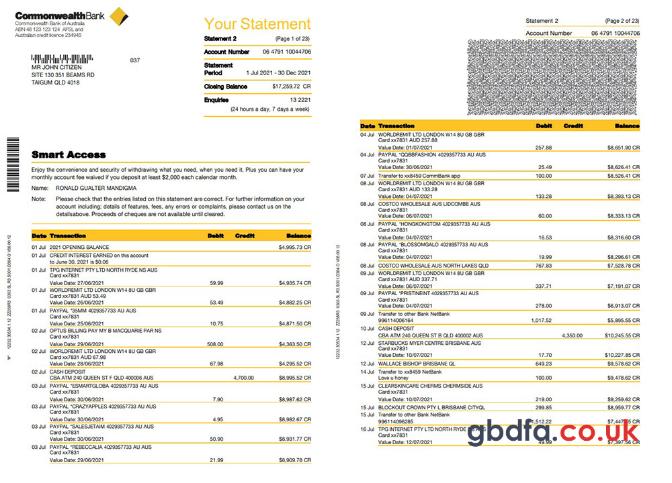 CommonwealthBank
Commonwealth Bank of Australia
ABN 48 123 123 124 AFSL and
Australian credit licence 234945
037
MR JOHN CITIZEN
SITE 130 351 BEAMS RD
TAIGUM QLD 4018
Your Statement
Statement 2 (Page 1 of 23)
Account Number 06 4791 10044706
Statement
Period 1 Jul 2021 - 30 Dec 2021
Closing Balance $17,259.72 CR
Enquiries 13 2221
(24 hours a day, 7 days a week)
Smart Access
Enjoy the convenience and security of withdrawing what you need, when you need it. Plus you can have your
monthly account fee waived if you deposit at least $2,000 each calendar month.
Name: RONALD GUALTER MANDIGMA
Note: Please check that the entries listed on this statement are correct. For further information on your
account including; details of features, fees, any errors or complaints, please contact us on the
detailsabove. Proceeds of cheques are not available until cleared.
Date Transaction Debit Credit Balance
01 Jul 2021 OPENING BALANCE $4,995.73 CR
01 Jul CREDIT INTEREST EARNED on this account
to June 30, 2021 is $0.06
01 Jul TPG INTERNET PTY LTD NORTH RYDE NS AUS
Card xx7831
Value Date: 27/06/2021 59.99 $4,935.74 CR
01 Jul WORLDREMIT LTD LONDON W14 8U GB GBR
Card xx7831 AUD 53.49
Value Date: 26/06/2021 53.49 $4,882.25 CR
01 Jul PAYPAL *35MM 4029357733 AU AUS
Card xx7831
Value Date: 25/06/2021 10.75 $4,871.50 CR
02 Jul OPTUS BILLING PAY MY B MACQUARIE PAR NS
Card xx7831
Value Date: 29/06/2021 508.00 $4,363.50 CR
02 Jul WORLDREMIT LTD LONDON W14 8U GB GBR
Card xx7831 AUD 67.98
Value Date: 28/06/2021 67.98 $4,295.52 CR
02 Jul CASH DEPOSIT
CBA ATM 240 QUEEN ST F QLD 400006 AUS 4,700.00 $8,995.52 CR
03 Jul PAYPAL *ESMARTGLOBA 4029357733 AU AUS
Card xx7831
Value Date: 30/06/2021 7.90 $8,987.62 CR
03 Jul PAYPAL *CRAZYAPPLES 4029357733 AU AUS
Card xx7831
Value Date: 30/06/2021 4.95 $8,982.67 CR
03 Jul PAYPAL *SALESJETAIM 4029357733 AU AUS
Card xx7831
Value Date: 30/06/2021 50.90 $8,931.77 CR
03 Jul PAYPAL *REBECCALIA 4029357733 AU AUS
Card xx7831
Value Date: 29/06/2021 21.99 $8,909.78 CR
Statement 2 (Page 2 of 23)
Account Number 06 4791 10044706
Date Transaction Debit Credit Balance
04 Jul WORLDREMIT LTD LONDON W14 8U GB GBR
Card xx7831 AUD 257.88
Value Date: 01/07/2021 257.88 $8,651.90 CR
04 Jul PAYPAL *QQBBFASHION 4029357733 AU AUS
Card xx7831
Value Date: 30/06/2021 25.49 $8,626.41 CR
07 Jul Transfer to xx8459 CommBank app 100.00 $8,526.41 CR
08 Jul WORLDREMIT LTD LONDON W14 8U GB GBR
Card xx7831 AUD 133.28
Value Date: 04/07/2021 133.28 $8,393.13 CR
08 Jul COSTCO WHOLESALE AUS LIDCOMBE AUS
Card xx7831
Value Date: 06/07/2021 60.00 $8,333.13 CR
08 Jul PAYPAL *HONGKONGTOM 4029357733 AU AUS
Card xx7831
Value Date: 04/07/2021 16.53 $8,316.60 CR
08 Jul PAYPAL *BLOSSOMGALO 4029357733 AU AUS
Card xx7831
Value Date: 04/07/2021 19.99 $8,296.61 CR
08 Jul COSTCO WHOLESALE AUS NORTH LAKES QLD 767.83 $7,528.78 CR
09 Jul WORLDREMIT LTD LONDON W14 8U GB GBR
Card xx7831 AUD 337.71
Value Date: 06/07/2021 337.71 $7,191.07 CR
09 Jul PAYPAL *PRISTINEINT 4029357733 AU AUS
Card xx7831
Value Date: 04/07/2021 278.00 $6,913.07 CR
09 Jul Transfer to other Bank NetBank
996114006164 1,017.52 $5,895.55 CR
10 Jul CASH DEPOSIT
CBA ATM 240 QUEEN ST B QLD 400002 AUS 4,350.00 $10,245.55 CR
12 Jul STARBUCKS MYER CENTRE BRISBANE AUS
Card xx7831
Value Date: 10/07/2021 17.70 $10,227.85 CR
12 Jul WALLACE BISHOP BRISBANE QL 649.23 $9,578.62 CR
14 Jul Transfer to xx8459 NetBank
Love u honey 100.00 $9,478.62 CR
15 Jul CLEARSKINCARE CHERMS CHERMSIDE AUS
Card xx7831
Value Date: 10/07/2021 219.00 $9,259.62 CR
15 Jul BLOCKOUT CROWN PTY L BRISBANE CITYQL 299.85 $8,959.77 CR
15 Jul Transfer to other Bank NetBank
996114096285 1,512.22
16 Jul TPG INTERNET PTY LTD NORTH RYDE
Card xx7831
Value Date: 12/07/2021
gbdfa.co.uk